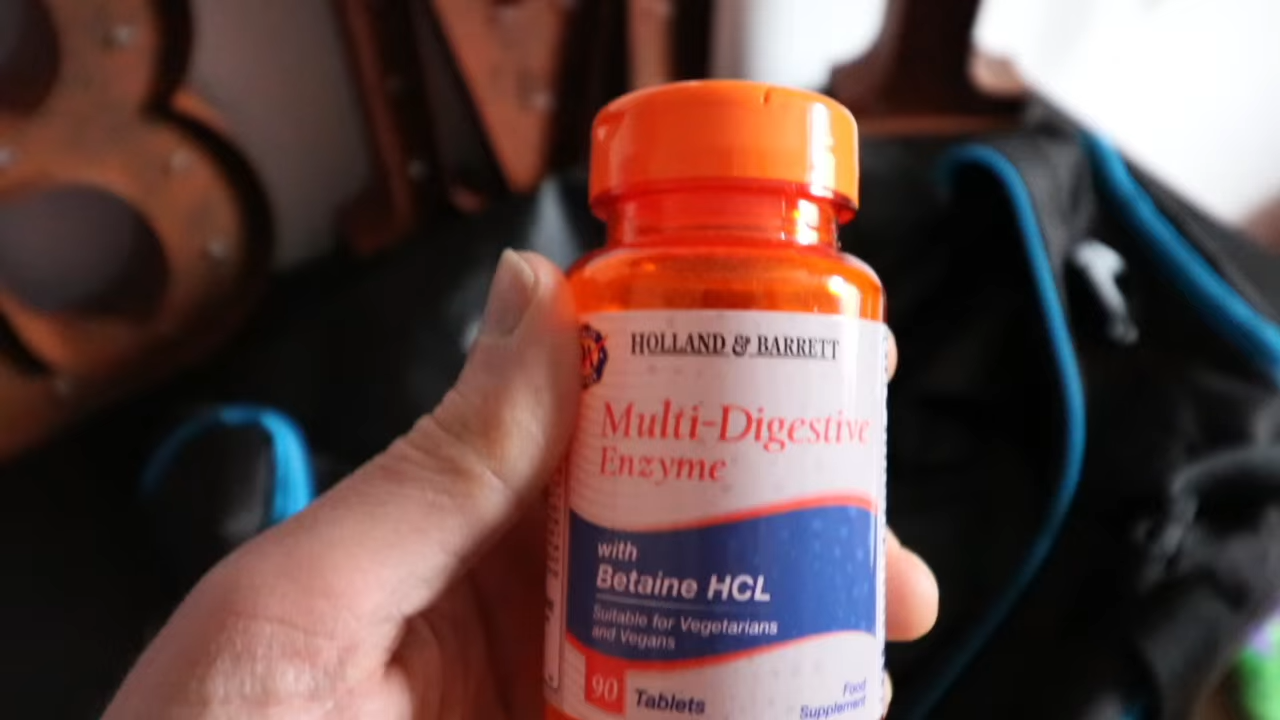 HOLLAND & BARRETT
Multi-Digestive
Enzyme
with
Betaine HCL
Suitable for Vegetarians
and Vegans
90 Tablets
Food
Supplement